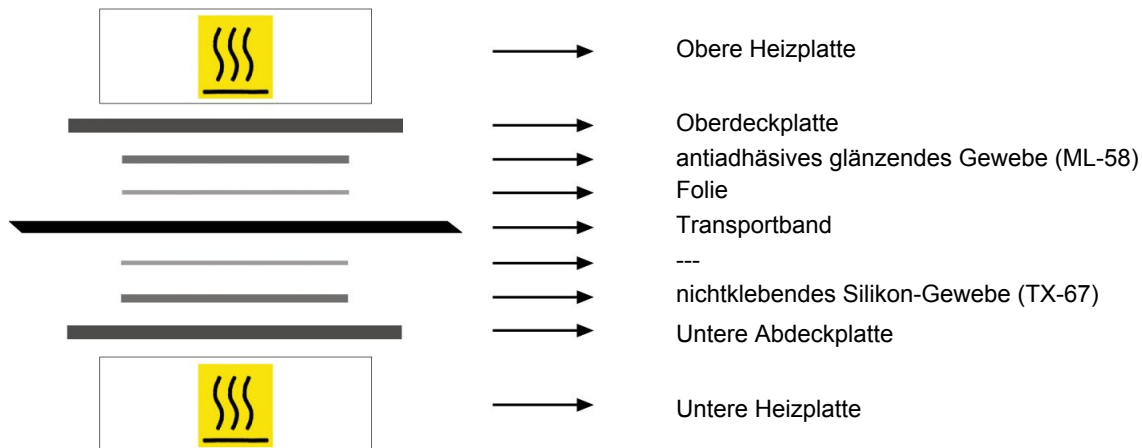 Obere Heizplatte
Oberdeckplatte
antiadhäsives glänzendes Gewebe (ML-58)
Folie
Transportband
---
nichtklebendes Silikon-Gewebe (TX-67)
Untere Abdeckplatte
Untere Heizplatte